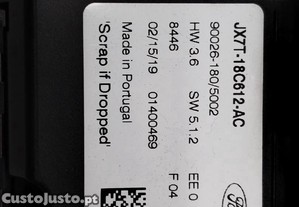 JX7T-18C612-AC
90026-180/5002
HW 3.6 SW 5.1.2 EE 0
8446 F 04
02/15/19 01400469
Made in Portugal
'Scrap if Dropped'
CustoJusto.pt